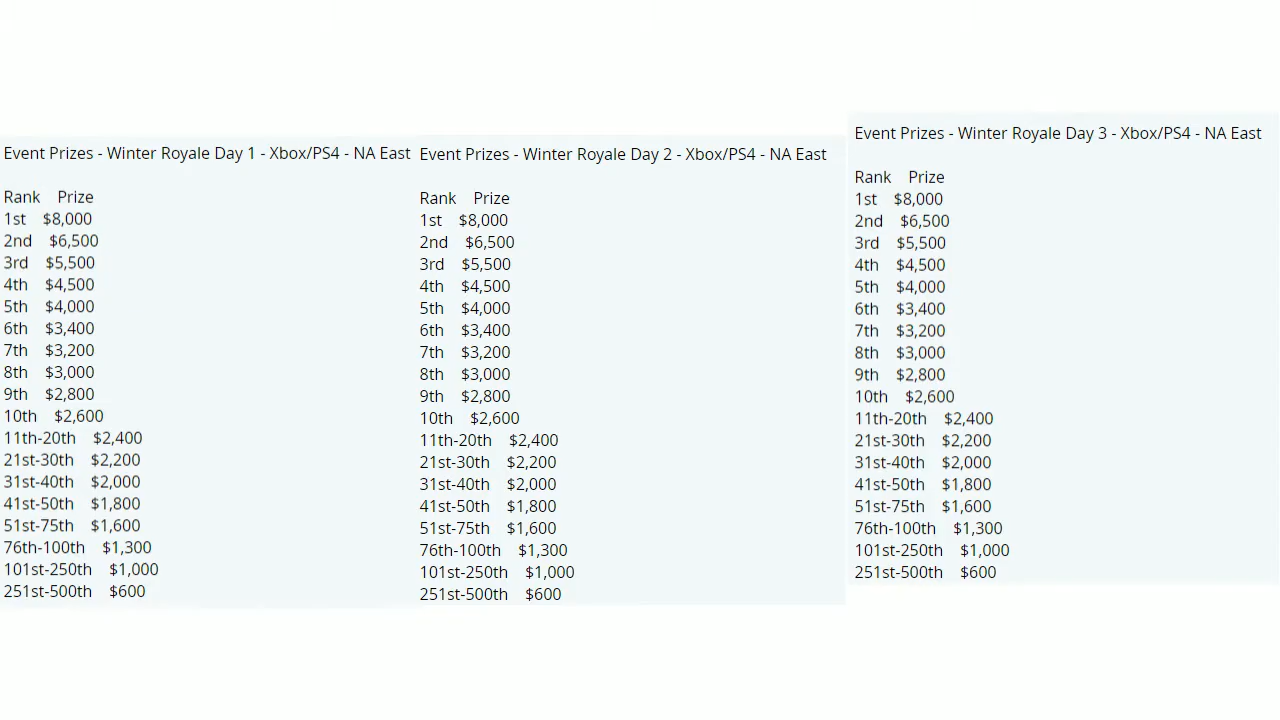 Event Prizes - Winter Royale Day 1 - Xbox/PS4 - NA East
Rank Prize
1st $8,000
2nd $6,500
3rd $5,500
4th $4,500
5th $4,000
6th $3,400
7th $3,200
8th $3,000
9th $2,800
10th $2,600
11th-20th $2,400
21st-30th $2,200
31st-40th $2,000
41st-50th $1,800
51st-75th $1,600
76th-100th $1,300
101st-250th $1,000
251st-500th $600
Event Prizes - Winter Royale Day 2 - Xbox/PS4 - NA East
Rank Prize
1st $8,000
2nd $6,500
3rd $5,500
4th $4,500
5th $4,000
6th $3,400
7th $3,200
8th $3,000
9th $2,800
10th $2,600
11th-20th $2,400
21st-30th $2,200
31st-40th $2,000
41st-50th $1,800
51st-75th $1,600
76th-100th $1,300
101st-250th $1,000
251st-500th $600
Event Prizes - Winter Royale Day 3 - Xbox/PS4 - NA East
Rank Prize
1st $8,000
2nd $6,500
3rd $5,500
4th $4,500
5th $4,000
6th $3,400
7th $3,200
8th $3,000
9th $2,800
10th $2,600
11th-20th $2,400
21st-30th $2,200
31st-40th $2,000
41st-50th $1,800
51st-75th $1,600
76th-100th $1,300
101st-250th $1,000
251st-500th $600